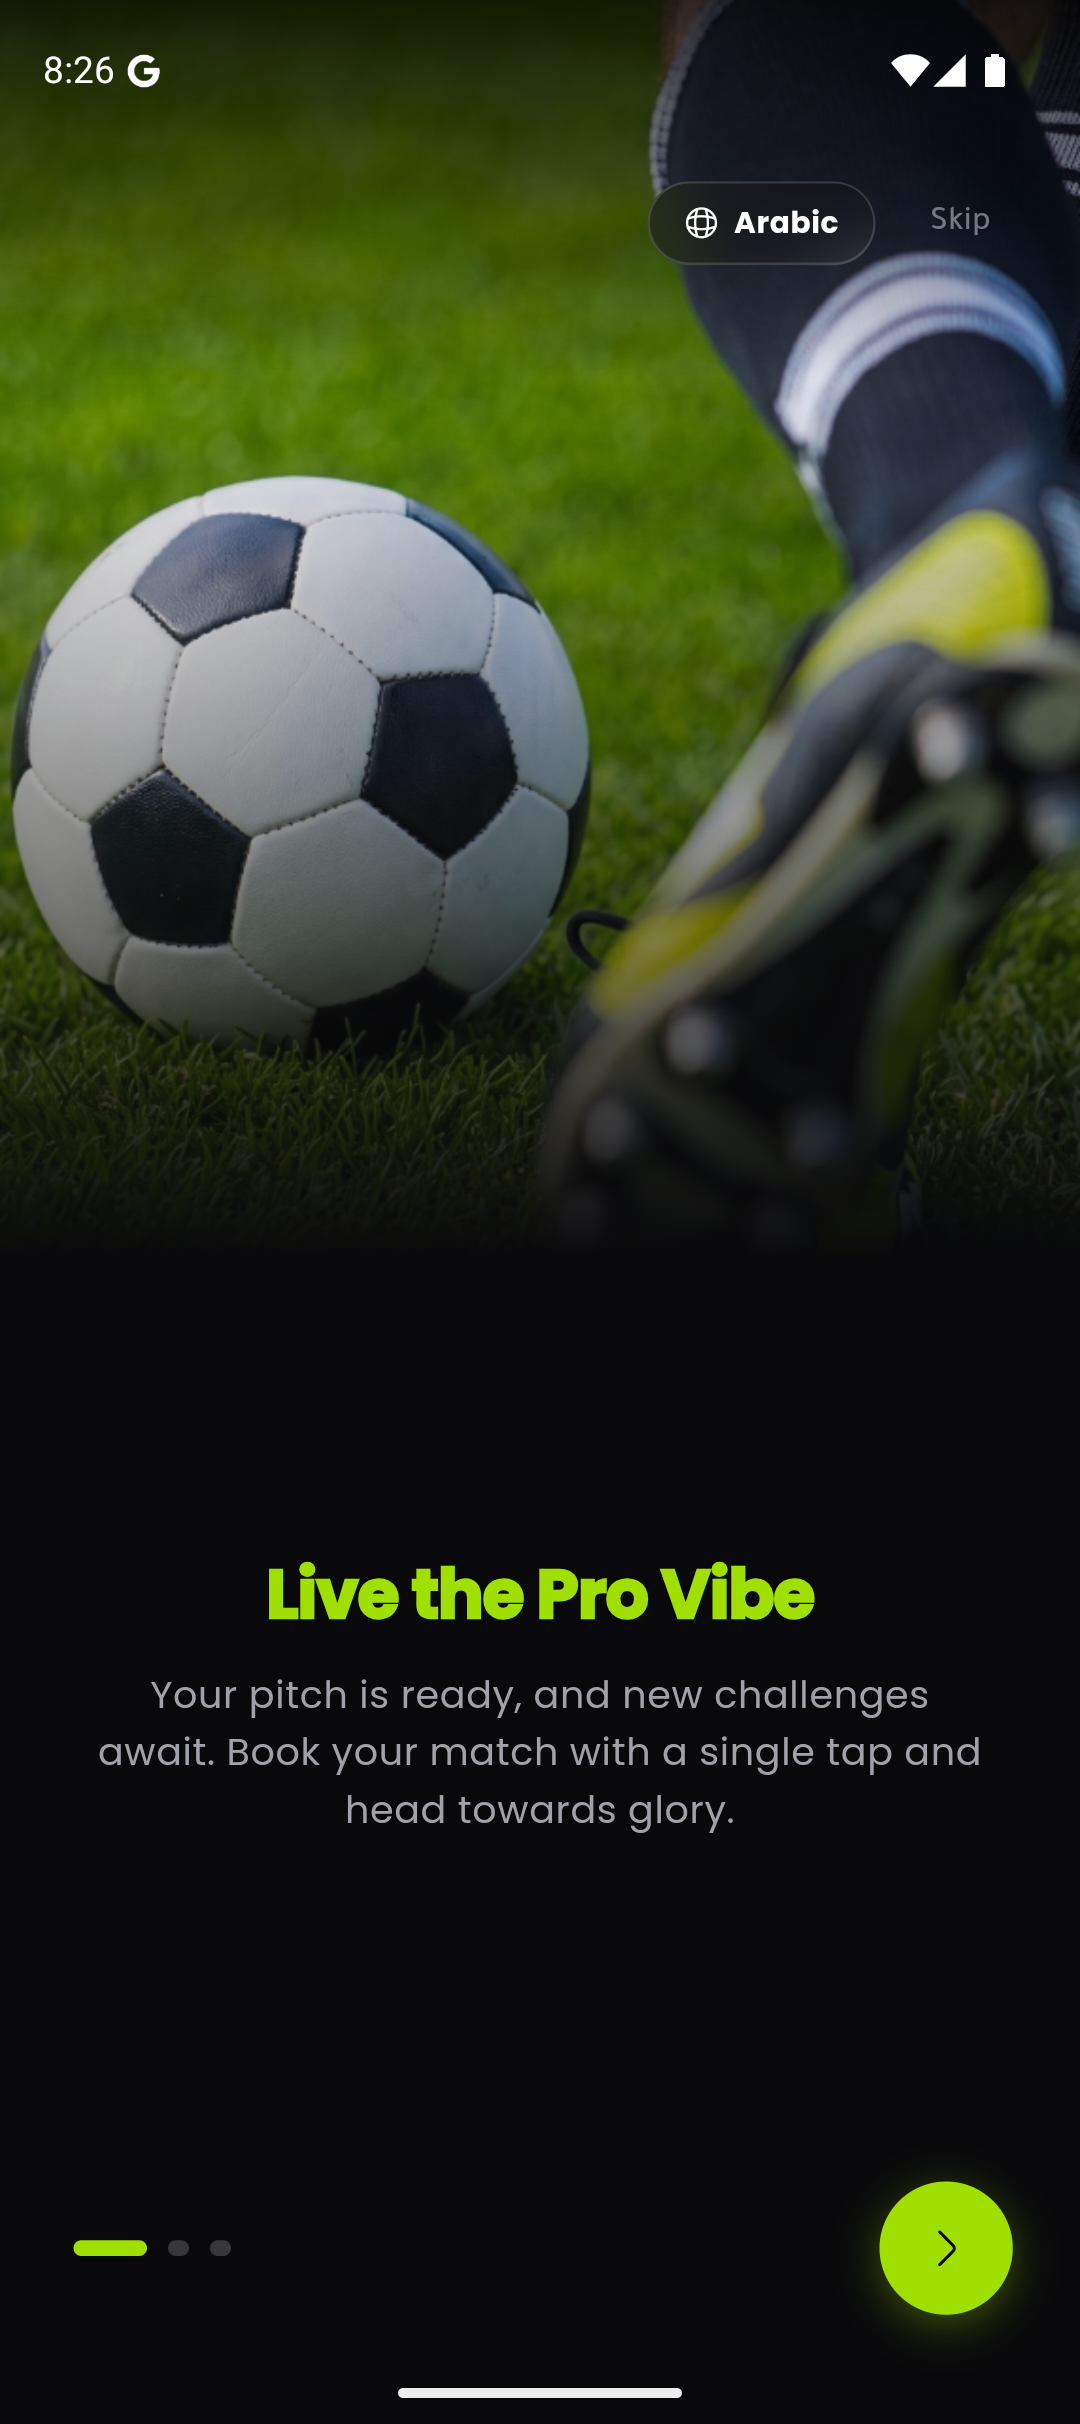 8:26
Arabic
Skip
Live the Pro Vibe
Your pitch is ready, and new challenges
await. Book your match with a single tap and
head towards glory.